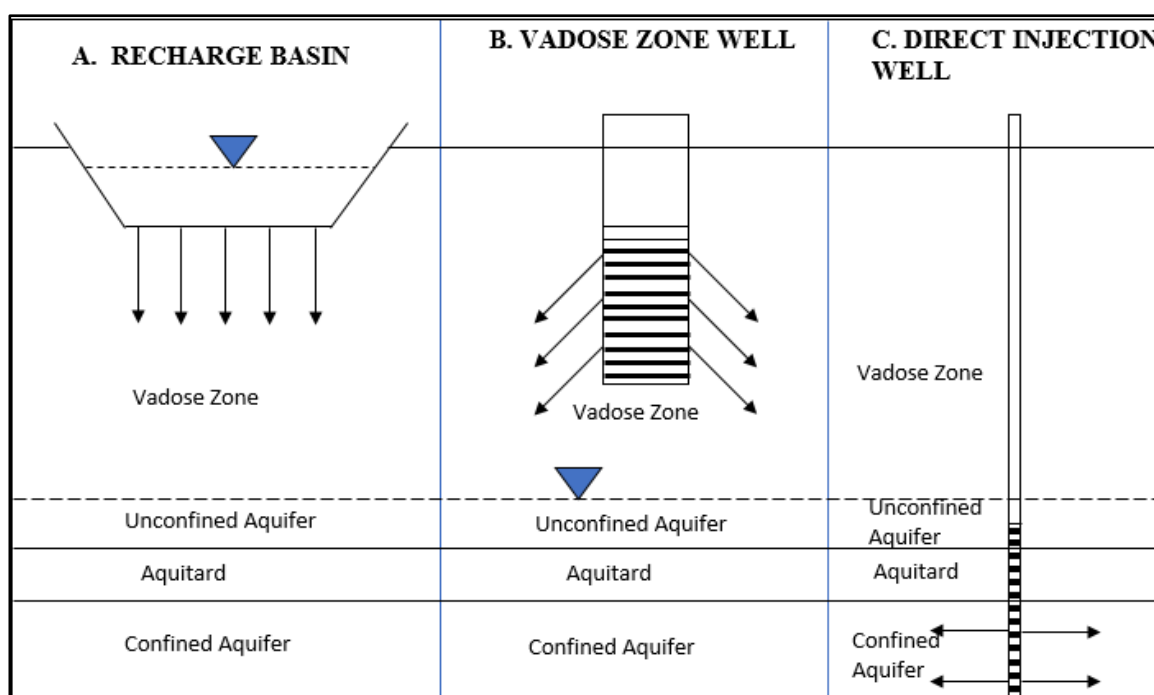 A. RECHARGE BASIN
B. VADOSE ZONE WELL
C. DIRECT INJECTION
WELL
Vadose Zone
Vadose Zone
Vadose Zone
Unconfined Aquifer
Unconfined Aquifer
Unconfined
Aquifer
Aquitard
Aquitard
Aquitard
Confined Aquifer
Confined Aquifer
Confined
Aquifer